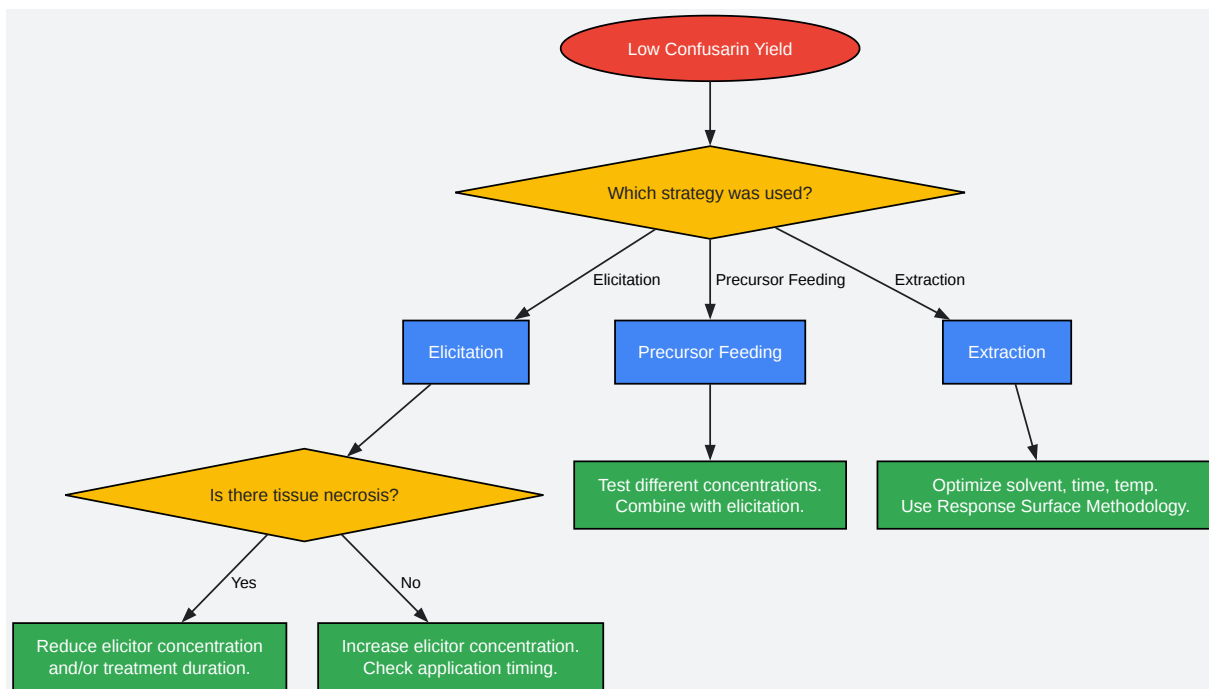 Low Confusarin Yield
Which strategy was used?
Elicitation
Precursor Feeding
Extraction
Elicitation
Precursor Feeding
Extraction
Is there tissue necrosis?
Test different concentrations.
Combine with elicitation.
Optimize solvent, time, temp.
Use Response Surface Methodology.
Yes
No
Reduce elicitor concentration
and/or treatment duration.
Increase elicitor concentration.
Check application timing.